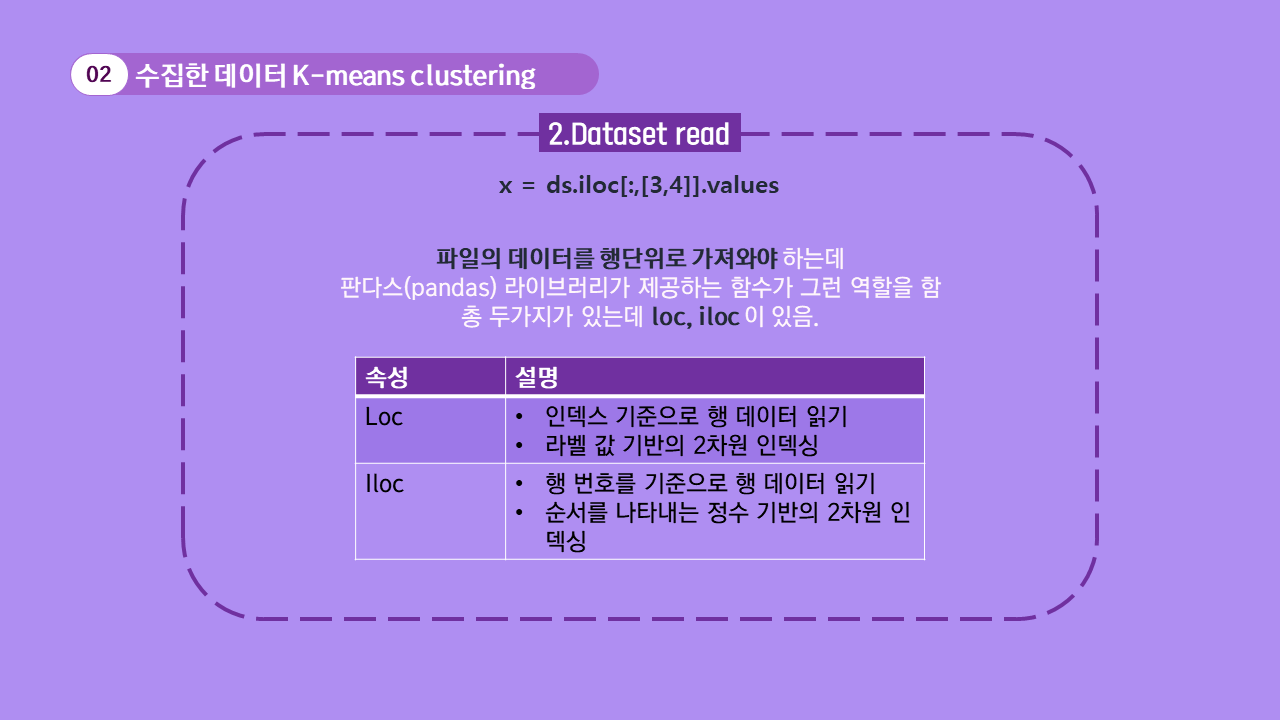 02 수집한 데이터 K-means clustering
2.Dataset read
x = ds.iloc[:,[3,4]].values
파일의 데이터를 행단위로 가져와야 하는데
판다스(pandas) 라이브러리가 제공하는 함수가 그런 역할을 함
총 두가지가 있는데 loc, iloc 이 있음.
속성 설명
Loc • 인덱스 기준으로 행 데이터 읽기
• 라벨 값 기반의 2차원 인덱싱
Iloc • 행 번호를 기준으로 행 데이터 읽기
• 순서를 나타내는 정수 기반의 2차원 인
덱싱